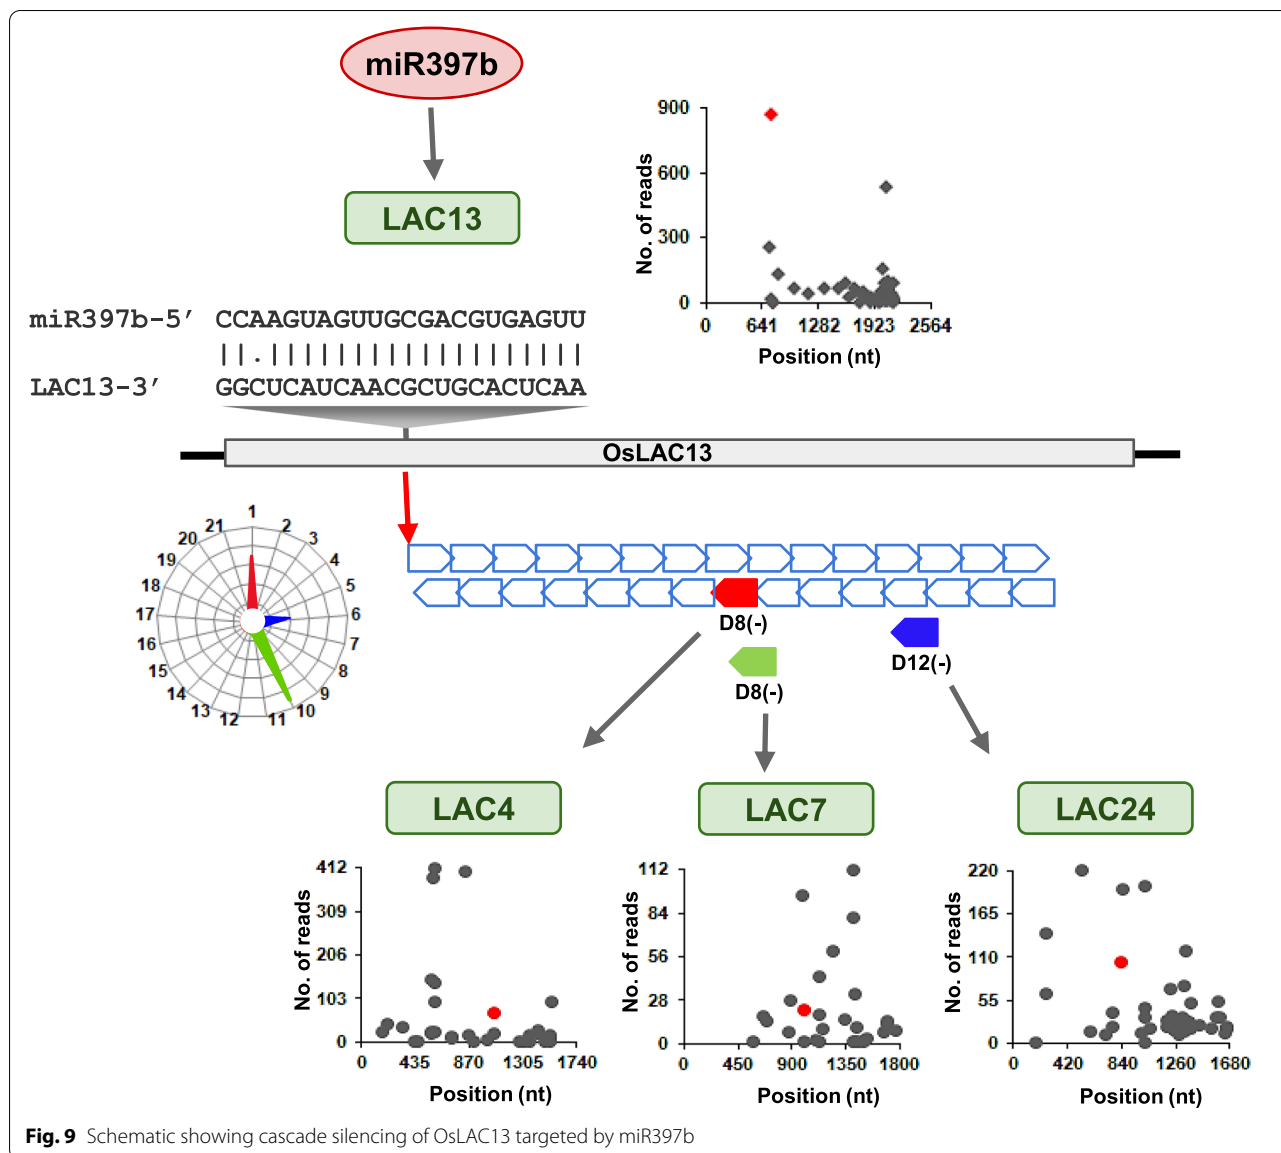 miR397b
LAC13
No. of reads
900
600
300
0
0 641 1282 1923 2564
Position (nt)
miR397b-5’ CCAAGUAGUUGCGACGUGAGUU
||.|||||||||||||||||||
LAC13-3’ GGCUCAUCAACGCUGCACUCAA
OsLAC13
1
2
3
4
5
6
7
8
9
10
11
12
13
14
15
16
17
18
19
20
21
D8(-)
D8(-)
D12(-)
LAC4
LAC7
LAC24
No. of reads
412
309
206
103
0
0 435 870 1305 1740
Position (nt)
No. of reads
112
84
56
28
0
0 450 900 1350 1800
Position (nt)
No. of reads
220
165
110
55
0
0 420 840 1260 1680
Position (nt)
Fig. 9 Schematic showing cascade silencing of OsLAC13 targeted by miR397b